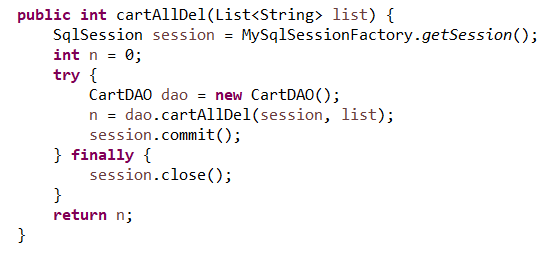 public int cartAllDel(List<String> list) {
    SqlSession session = MySqlSessionFactory.getSession();
    int n = 0;
    try {
        CartDAO dao = new CartDAO();
        n = dao.cartAllDel(session, list);
        session.commit();
    } finally {
        session.close();
    }
    return n;
}